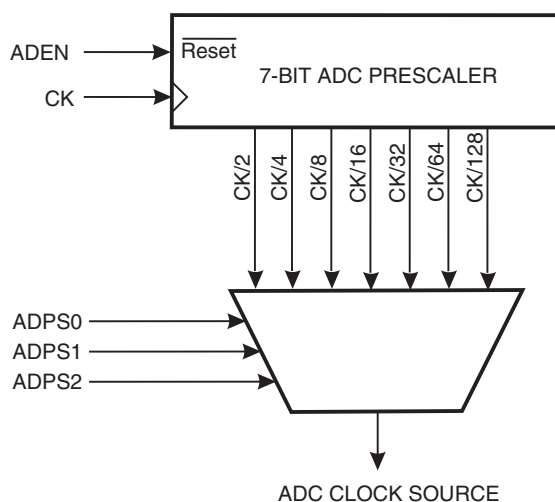 ADEN
Reset
7-BIT ADC PRESCALER
CK
CK/2
CK/4
CK/8
CK/16
CK/32
CK/64
CK/128
ADPS0
ADPS1
ADPS2
ADC CLOCK SOURCE